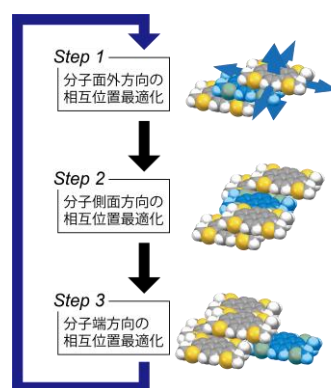 Step 1
分子面外方向の
相互位置最適化
Step 2
分子側面方向の
相互位置最適化
Step 3
分子端方向の
相互位置最適化